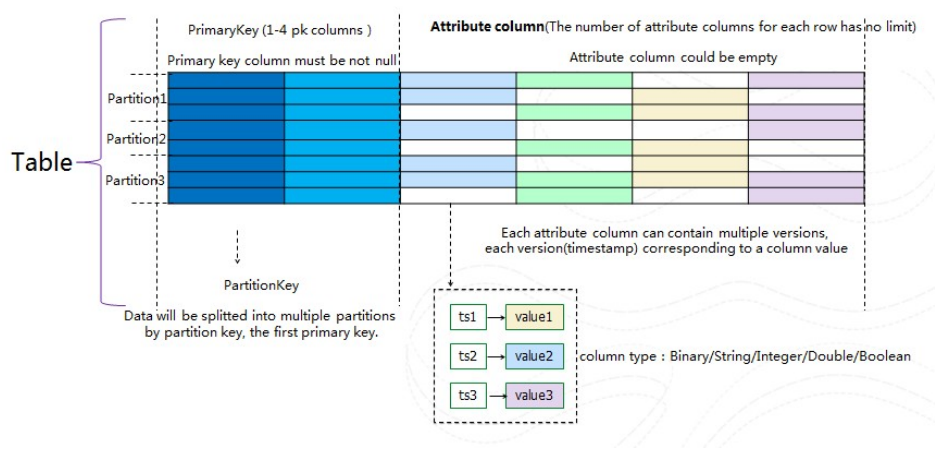 PrimaryKey (1-4 pk columns )
Attribute column(The number of attribute columns for each row has no limit)
Primary key column must be not null
Attribute column could be empty
Partition1
Partition2
Table
Partition3
Each attribute column can contain multiple versions,
each version(timestamp) corresponding to a column value
PartitionKey
Data will be splitted into multiple partitions
by partition key, the first primary key.
ts1
value1
ts2
value2
column type : Binary/String/Integer/Double/Boolean
ts3
value3